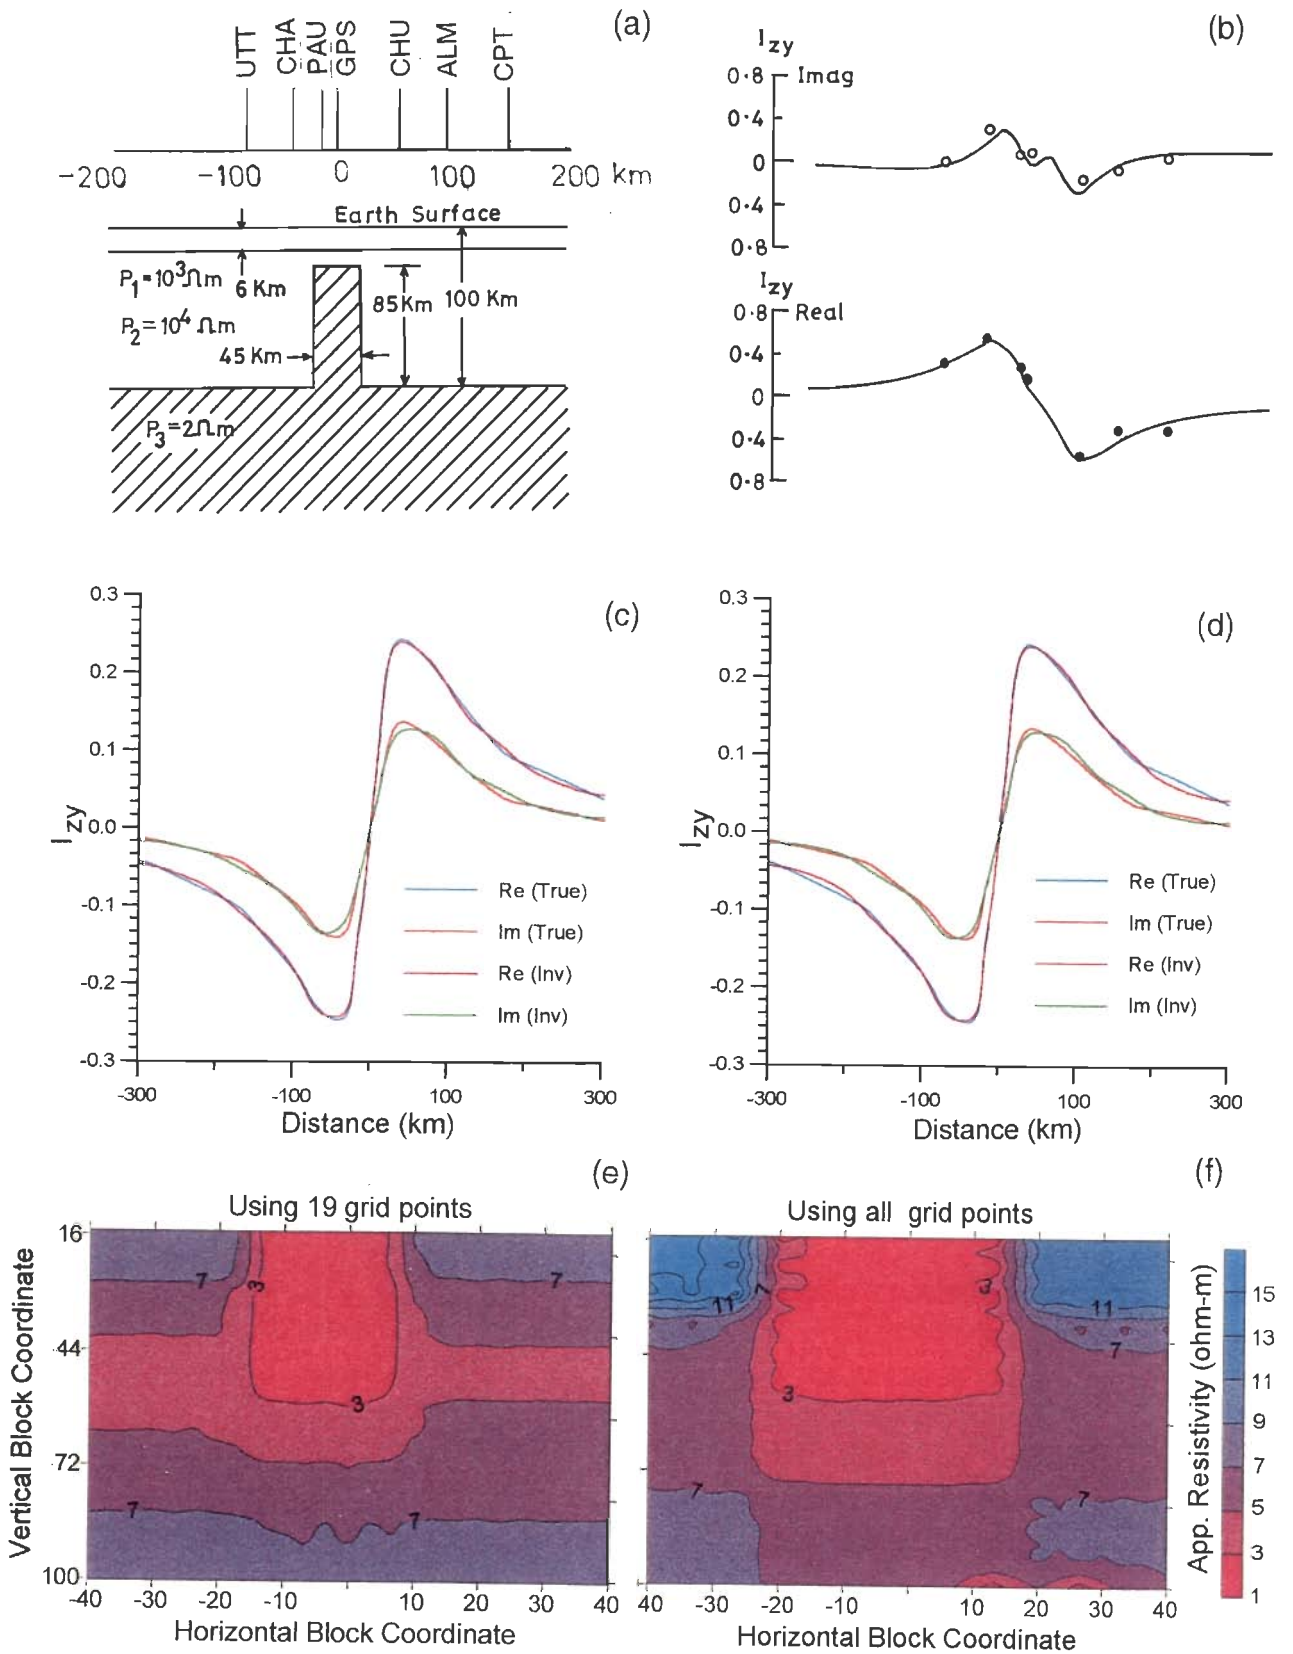 (a)
UTT CHA PAU GPS CHU ALM CPT
-200 -100 0 100 200 km
Earth Surface
P1=10³Ωm
6 Km
P2=10⁴ Ωm
85Km
100 Km
45 Km
P3=2Ωm
(b)
Izy
0.8 Imag
0.4
0
0.4
0.8
Izy
0.8 Real
0.4
0
0.4
0.8
(c)
0.3
0.2
0.1
0.0
-0.1
-0.2
-0.3
Izy
Re (True)
Im (True)
Re (Inv)
Im (Inv)
-300 -100 100 300
Distance (km)
(d)
0.3
0.2
0.1
0.0
-0.1
-0.2
-0.3
Izy
Re (True)
Im (True)
Re (Inv)
Im (Inv)
-300 -100 100 300
Distance (km)
(e)
Using 19 grid points
16
44
72
100
Vertical Block Coordinate
7 3 7
3
7 7
-40 -30 -20 -10 0 10 20 30 40
Horizontal Block Coordinate
(f)
Using all grid points
11 7 3 11
7
3
7
40 -30 -20 -10 10 20 30 40
Horizontal Block Coordinate
App. Resistivity (ohm-m)
15
13
11
9
7
5
3
1